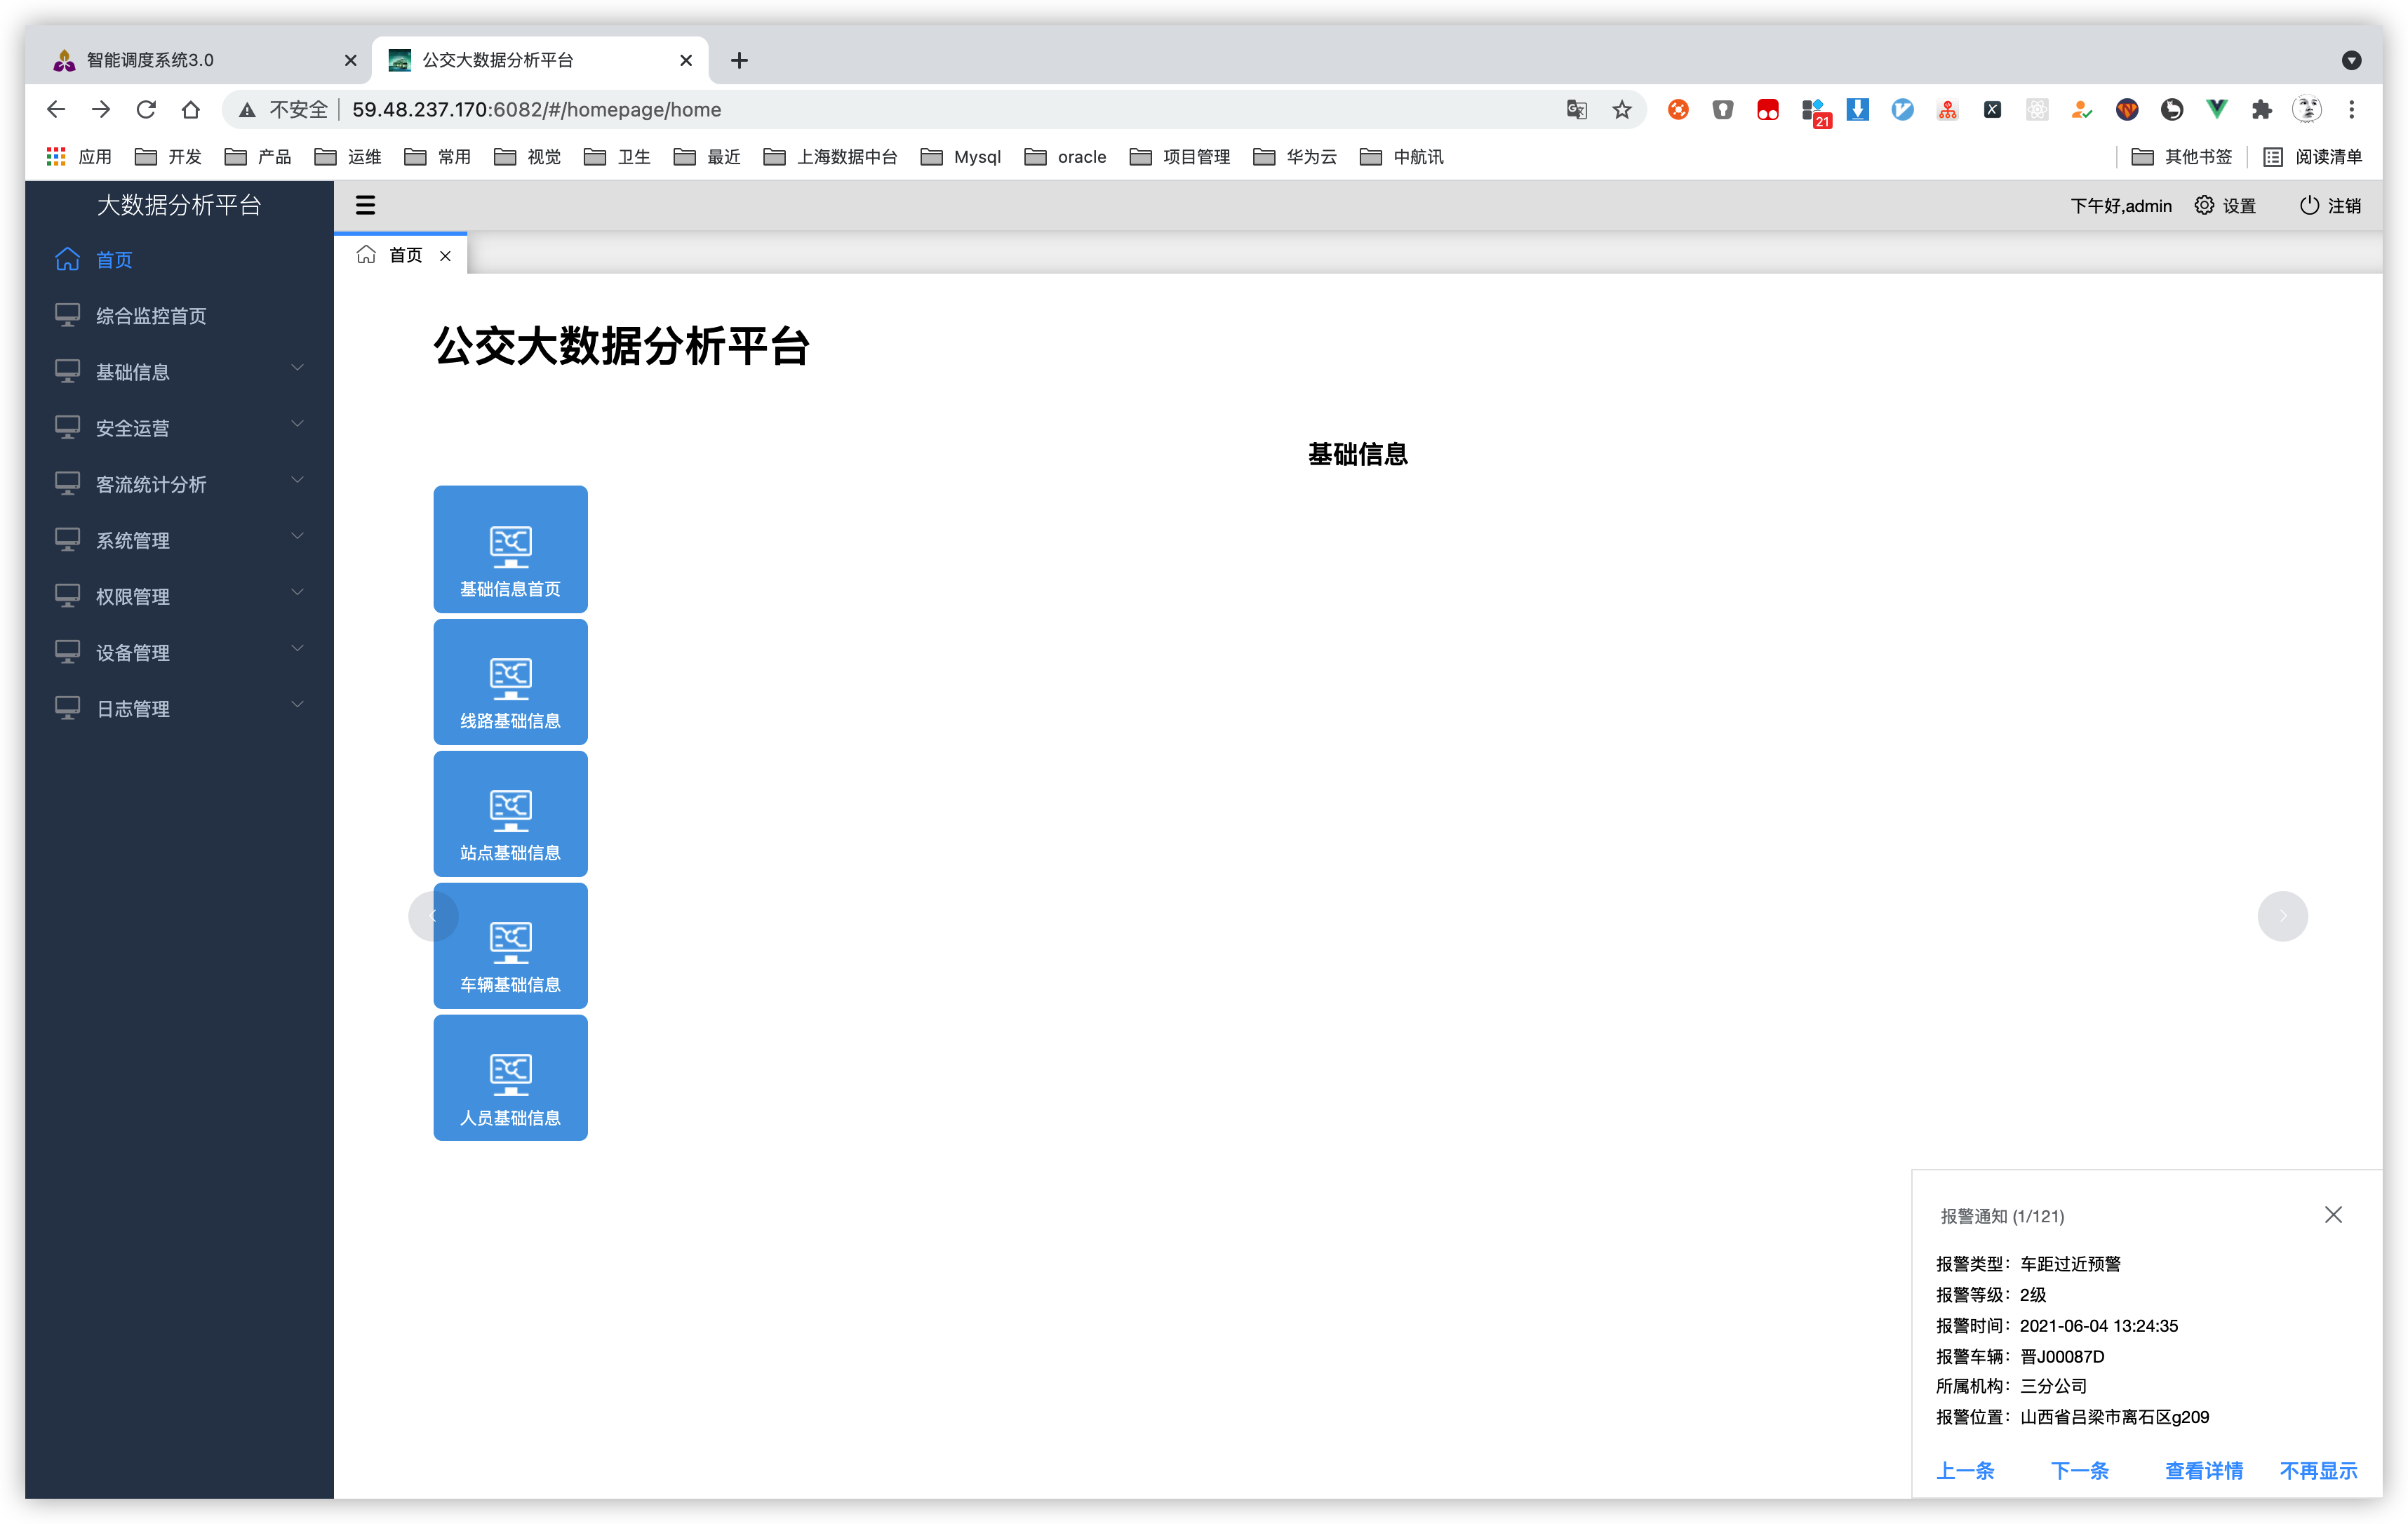 智能调度系统3.0
公交大数据分析平台
不安全 59.48.237.170:6082/#/homepage/home
21
应用 开发 产品 运维 常用 视觉 卫生 最近 上海数据中台 Mysql oracle 项目管理 华为云 中航讯 其他书签 阅读清单
大数据分析平台
下午好,admin 设置 注销
首页
首页
综合监控首页
基础信息
安全运营
客流统计分析
系统管理
权限管理
设备管理
日志管理
公交大数据分析平台
基础信息
基础信息首页
线路基础信息
站点基础信息
车辆基础信息
人员基础信息
报警通知 (1/121)
报警类型：车距过近预警
报警等级：2级
报警时间：2021-06-04 13:24:35
报警车辆：晋J00087D
所属机构：三分公司
报警位置：山西省吕梁市离石区g209
上一条 下一条 查看详情 不再显示